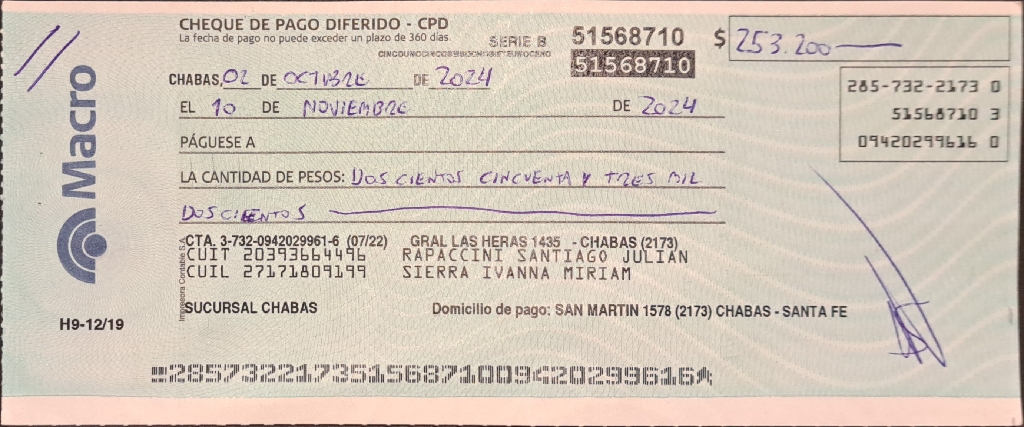 CHEQUE DE PAGO DIFERIDO - CPD
La fecha de pago no puede exceder un plazo de 360 días.
SERIE B 51568710 $ 253.200
51568710
CHABAS, 02 DE OCTUBRE DE 2024
EL 10 DE NOVIEMBRE DE 2024
285-732-2173 0
51568710 3
09420299616 0
PÁGUESE A
LA CANTIDAD DE PESOS: DOS CIENTOS CINCUENTA Y TRES MIL
DOSCIENTOS
Macro
CTA. 3-732-0942029961-6 (07/22) GRAL LAS HERAS 1435 - CHABAS (2173)
CUIT 20393664496 RAPACCINI SANTIAGO JULIAN
CUIL 27171809199 SIERRA IVANNA MIRIAM
Impresora Contable S.A.
SUCURSAL CHABAS Domicilio de pago: SAN MARTIN 1578 (2173) CHABAS - SANTA FE
H9-12/19
28573221735156871009420299616